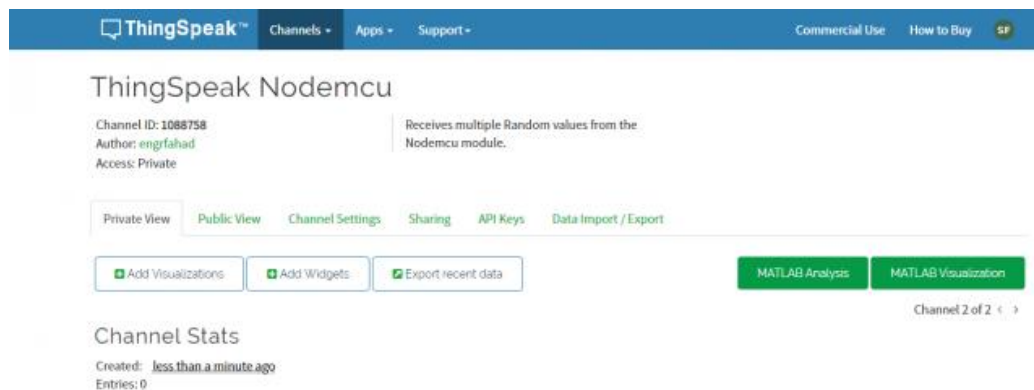 ThingSpeak™ Channels Apps Support Commercial Use How to Buy SF
ThingSpeak Nodemcu
Channel ID: 1088758
Author: engrfahad
Access: Private
Receives multiple Random values from the
Nodemcu module.
Private View Public View Channel Settings Sharing API Keys Data Import / Export
Add Visualizations Add Widgets Export recent data MATLAB Analysis MATLAB Visualization
Channel 2 of 2 < >
Channel Stats
Created: less than a minute ago
Entries: 0